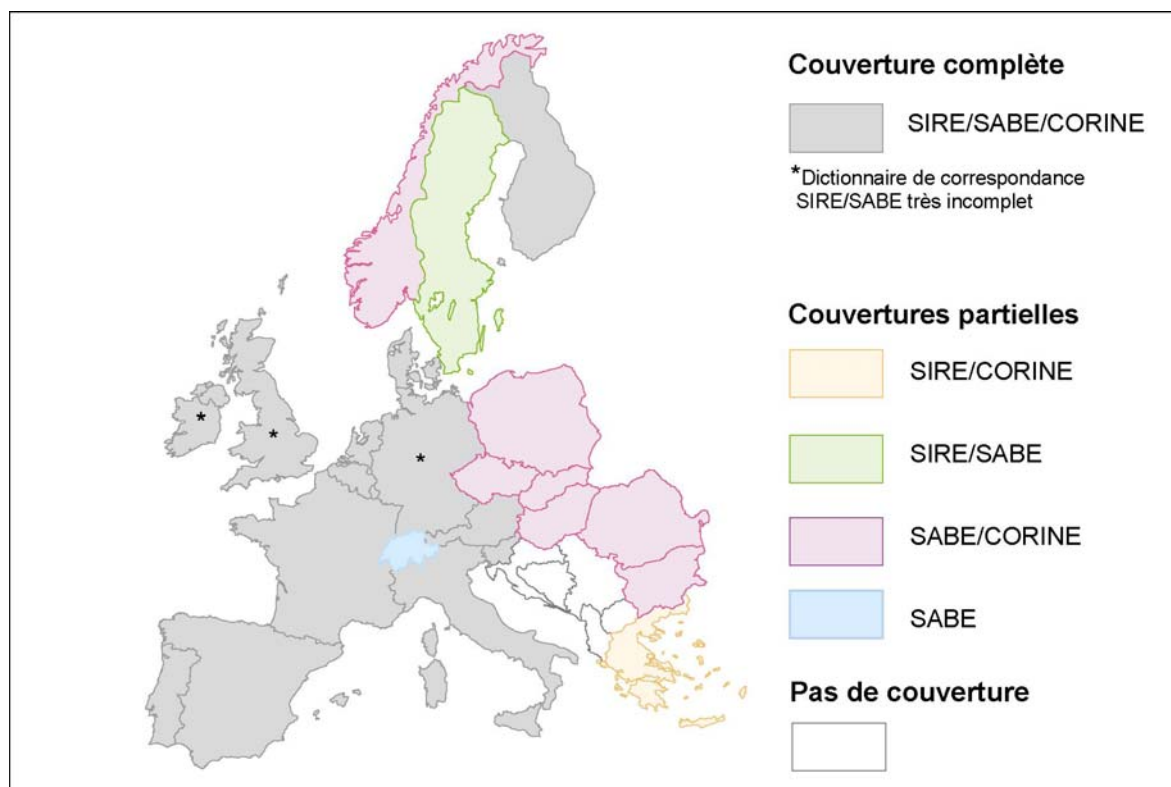 Couverture complète
SIRE/SABE/CORINE
*Dictionnaire de correspondance
SIRE/SABE très incomplet
Couvertures partielles
SIRE/CORINE
SIRE/SABE
SABE/CORINE
SABE
Pas de couverture
*
*
*